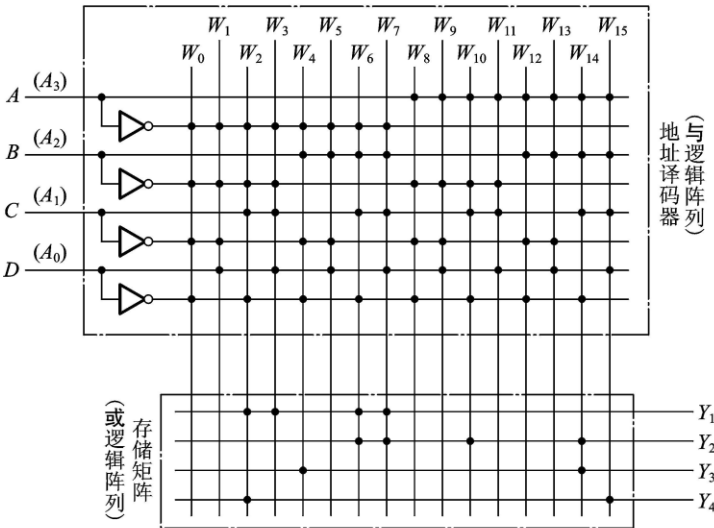 W₁ W₃ W₅ W₇ W₉ W₁₁ W₁₃ W₁₅
W₀ W₂ W₄ W₆ W₈ W₁₀ W₁₂ W₁₄
A (A₃)
B (A₂)
C (A₁)
D (A₀)
地址译码器
(与逻辑阵列)
存储矩阵
(或逻辑阵列)
Y₁
Y₂
Y₃
Y₄